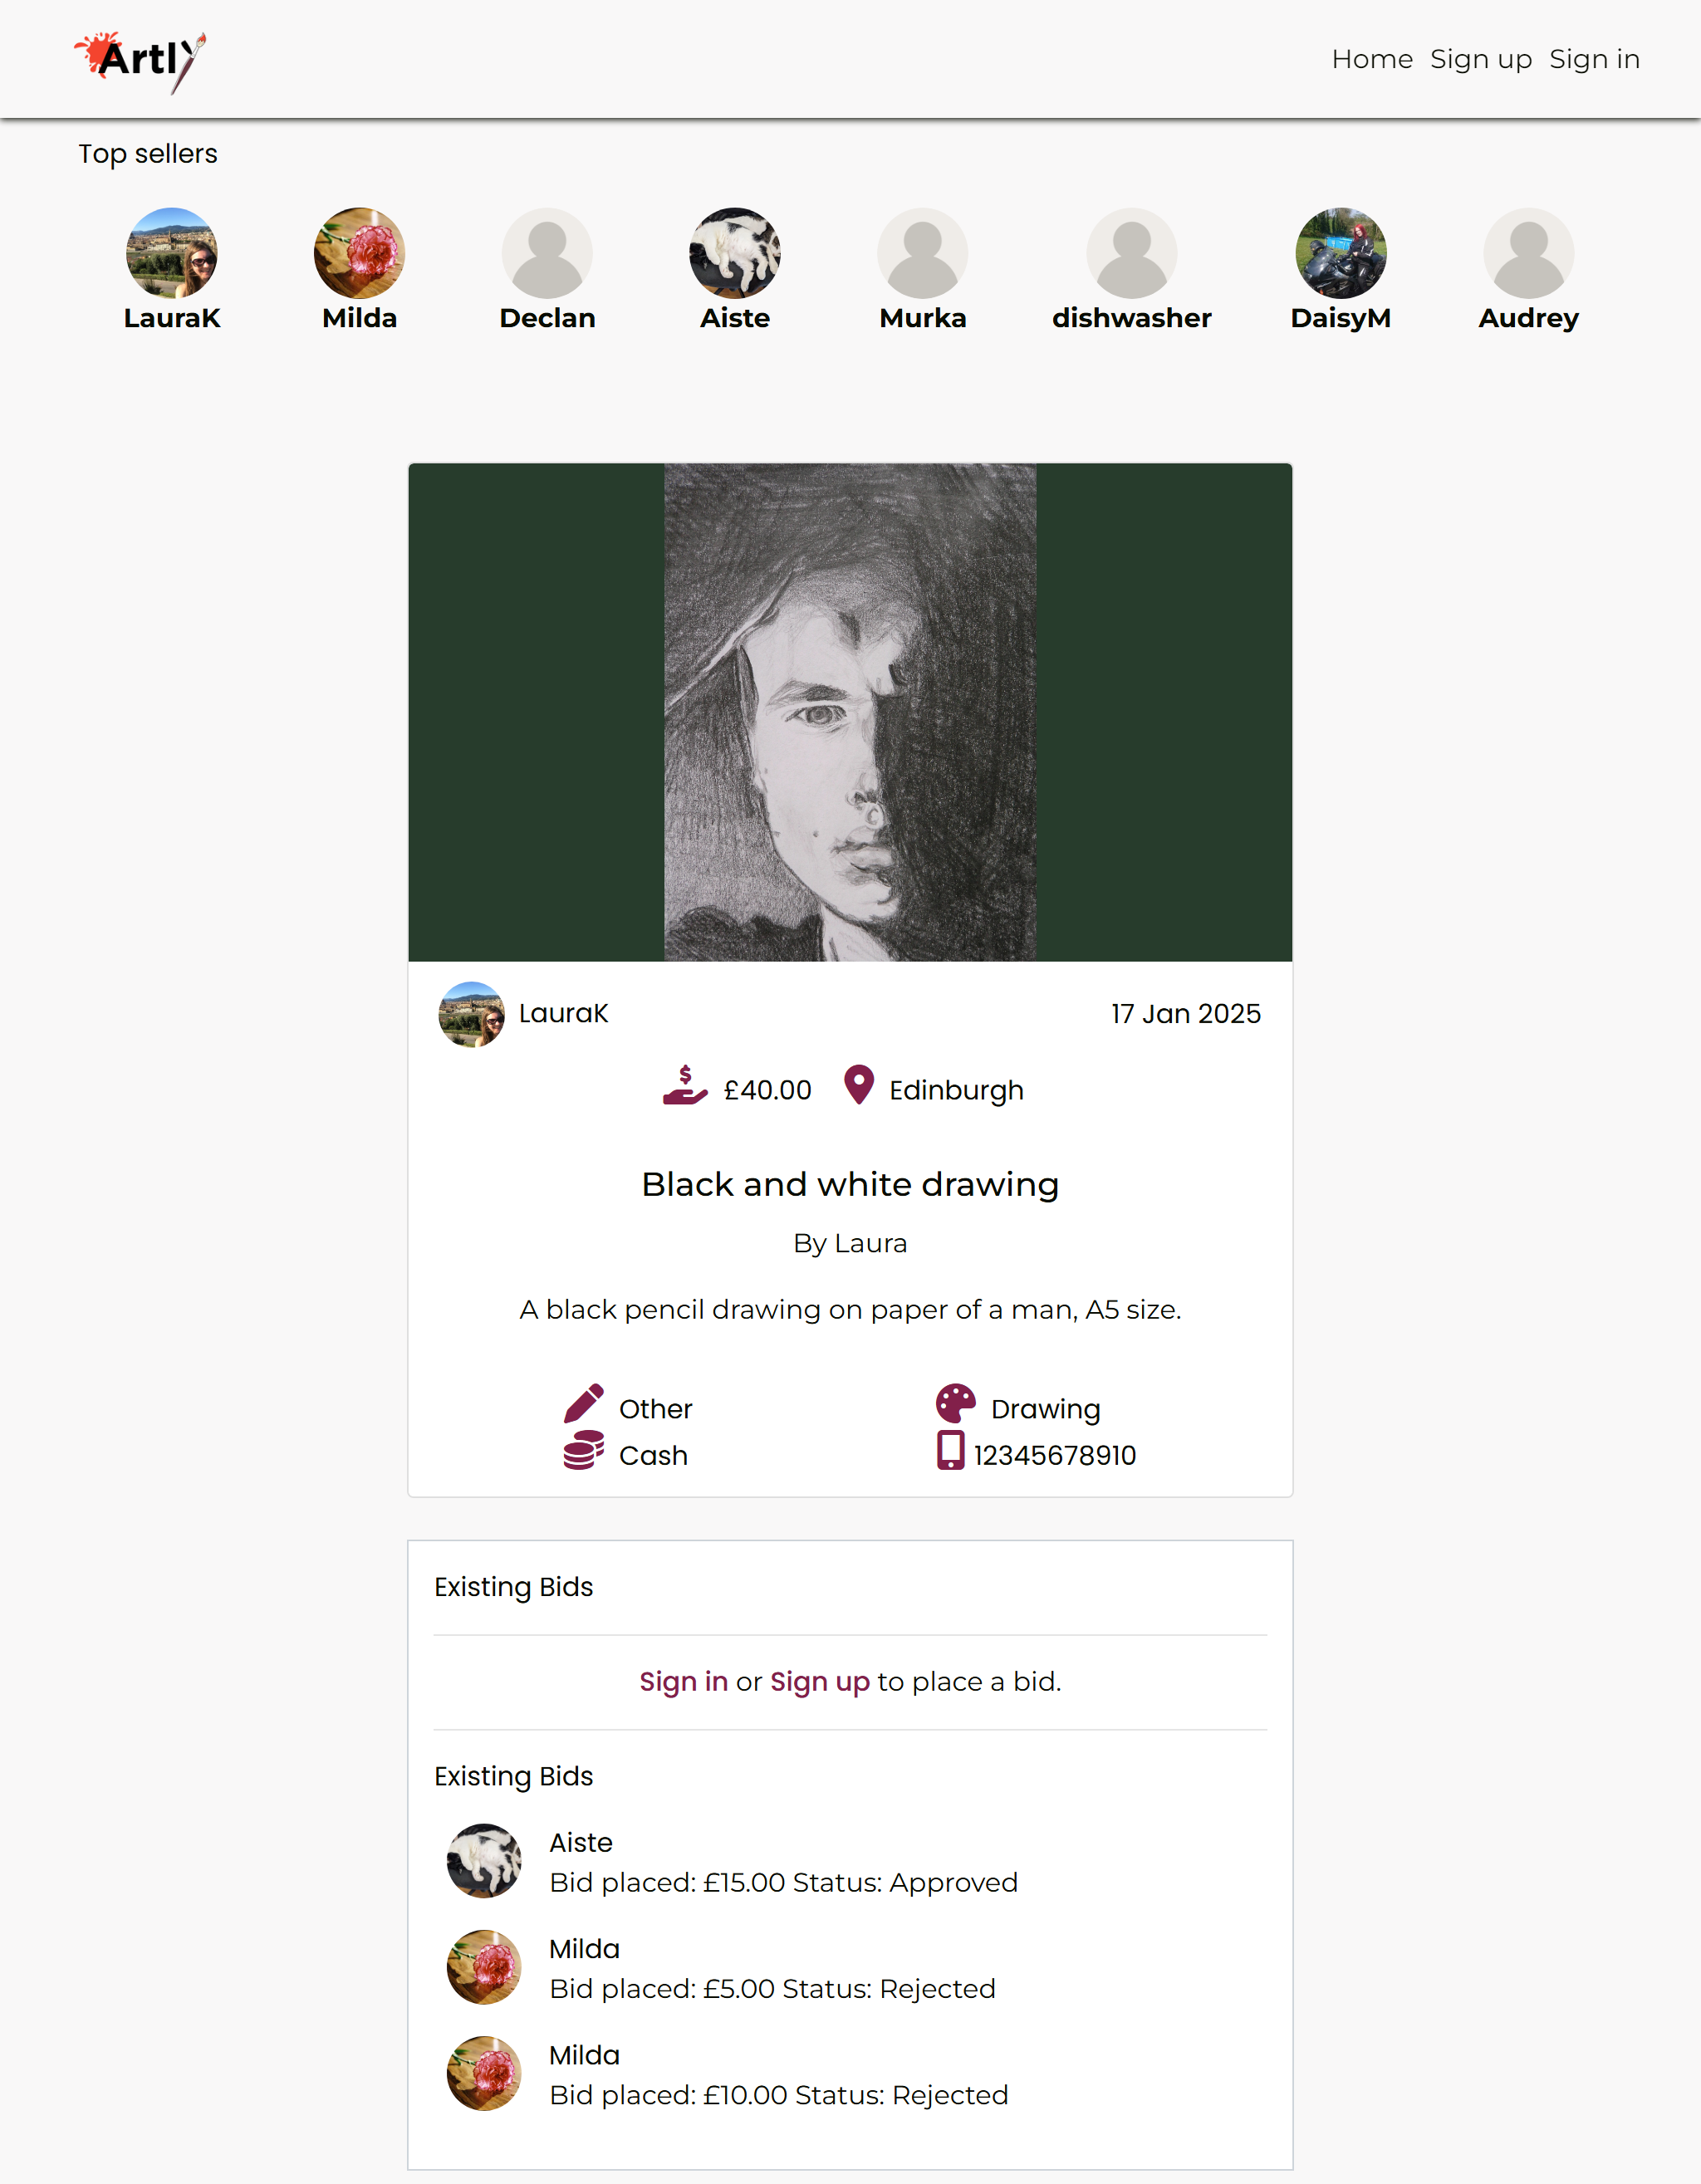 Artly
Home Sign up Sign in
Top sellers
LauraK Milda Declan Aiste Murka dishwasher DaisyM Audrey
LauraK 17 Jan 2025
$ £40.00 Edinburgh
Black and white drawing
By Laura
A black pencil drawing on paper of a man, A5 size.
Other Drawing
Cash 12345678910
Existing Bids
Sign in or Sign up to place a bid.
Existing Bids
Aiste
Bid placed: £15.00 Status: Approved
Milda
Bid placed: £5.00 Status: Rejected
Milda
Bid placed: £10.00 Status: Rejected